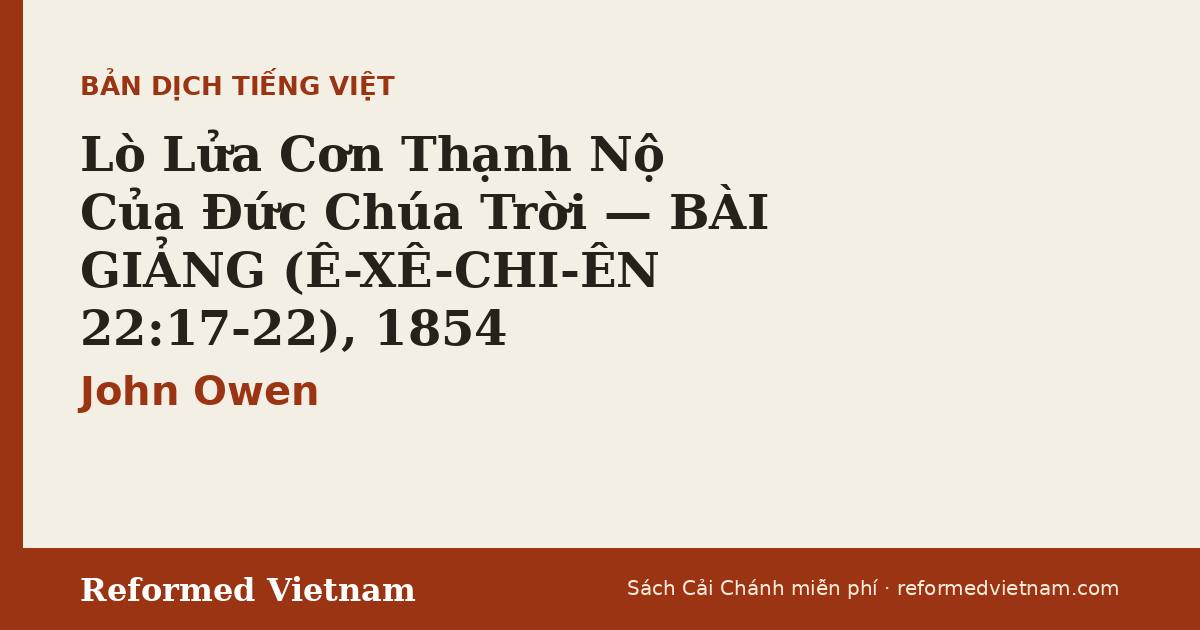 BẢN DỊCH TIẾNG VIỆT
Lò Lửa Cơn Thạnh Nộ
Của Đức Chúa Trời — BÀI
GIẢNG (Ê-XÊ-CHI-ÊN
22:17-22), 1854
John Owen
Reformed Vietnam
Sách Cải Chánh miễn phí · reformedvietnam.com